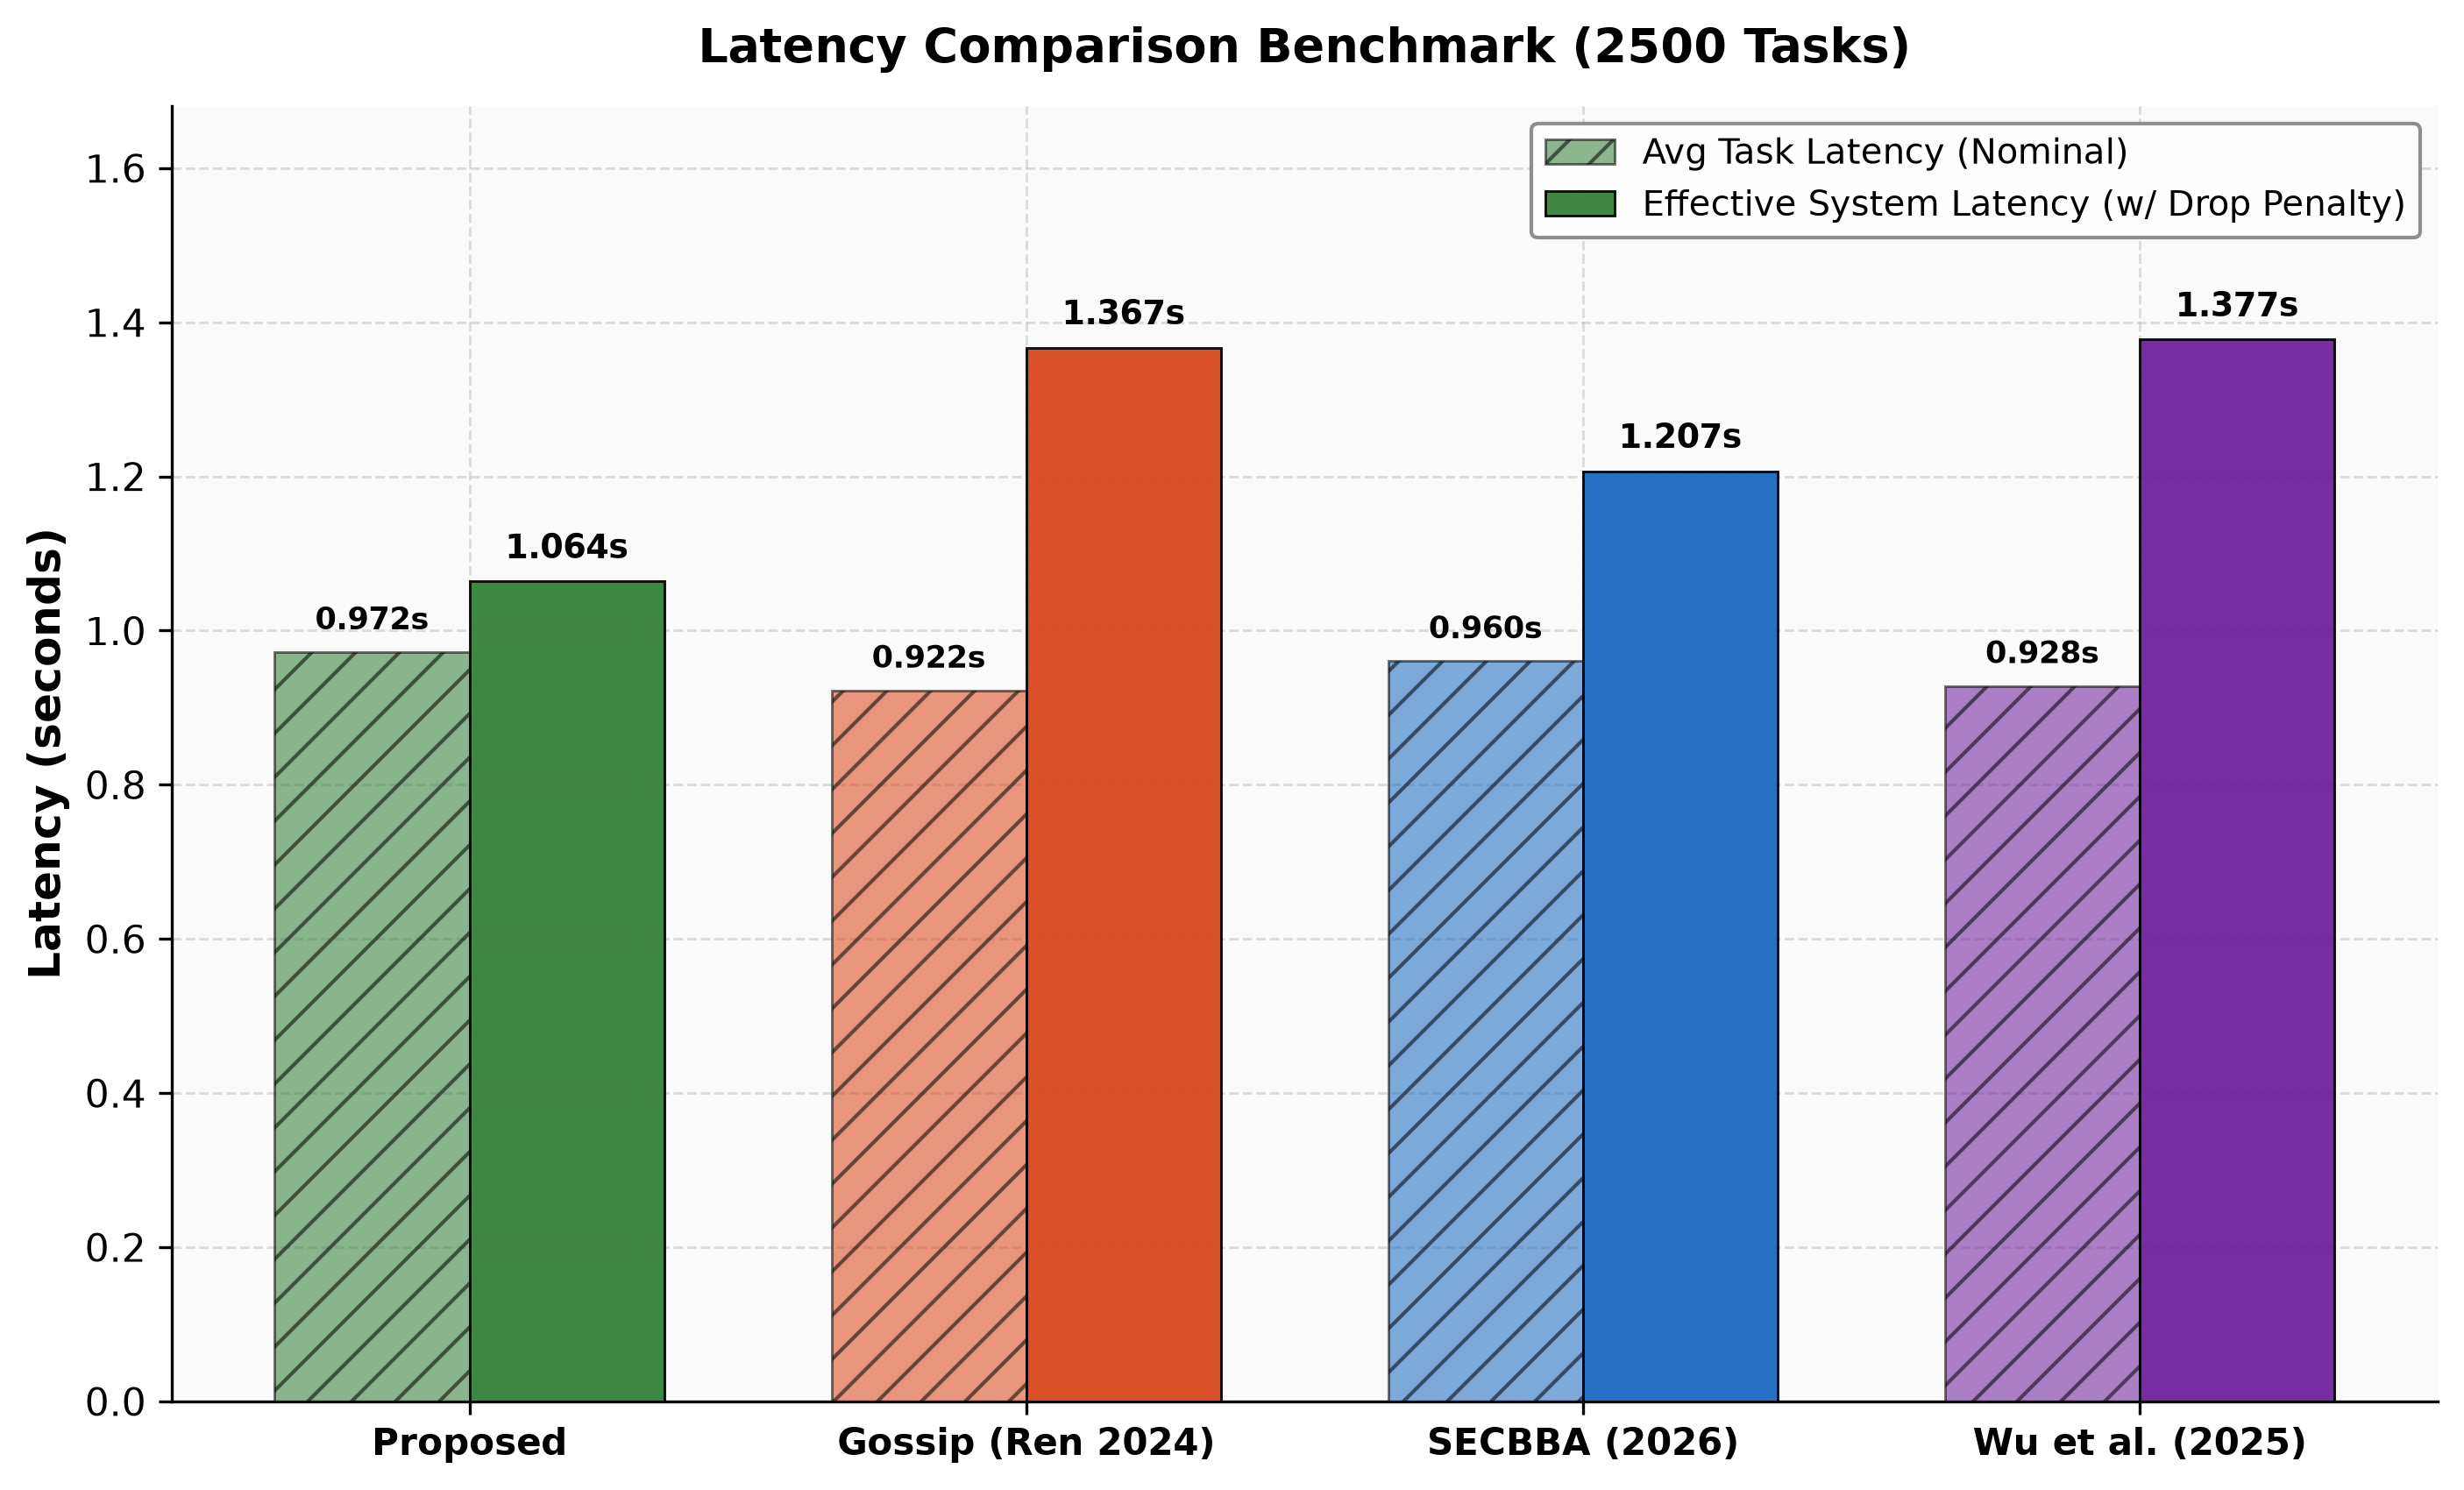 Latency Comparison Benchmark (2500 Tasks)
Avg Task Latency (Nominal)
Effective System Latency (w/ Drop Penalty)
Latency (seconds)
1.6
1.4
1.2
1.0
0.8
0.6
0.4
0.2
0.0
0.972s
1.064s
0.922s
1.367s
0.960s
1.207s
0.928s
1.377s
Proposed
Gossip (Ren 2024)
SECBBA (2026)
Wu et al. (2025)